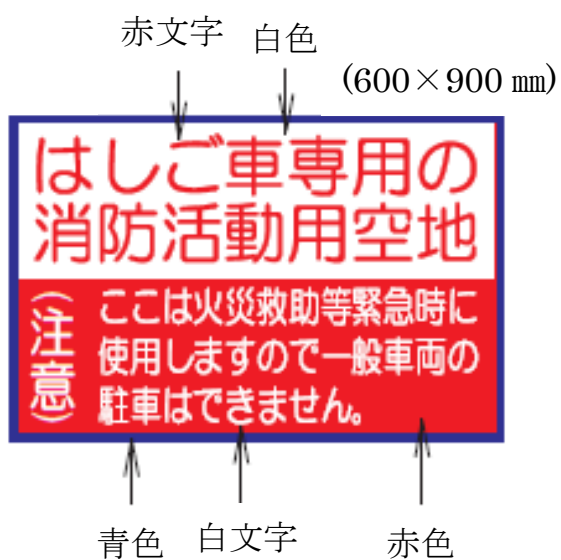 赤文字 白色
(600×900 ㎜)
はしご車専用の
消防活動用空地
(注意)
ここは火災救助等緊急時に
使用しますので一般車両の
駐車はできません。
青色 白文字 赤色